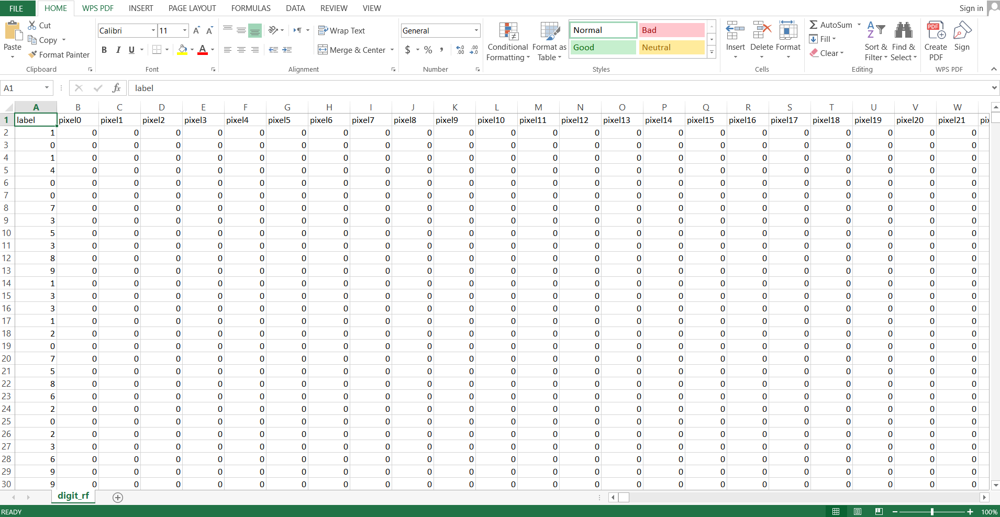 FILE HOME WPS PDF INSERT PAGE LAYOUT FORMULAS DATA REVIEW VIEW Sign in
Paste Cut Copy Format Painter Clipboard
Calibri 11 B I U A A A Font
Wrap Text Merge & Center Alignment
General $ % , .00 .00 Number
Conditional Formatting Format as Table Normal Bad Good Neutral Styles
Insert Delete Format Cells
AutoSum Fill Clear Sort & Filter Find & Select Editing
Create PDF Sign WPS PDF
A1 fx label
A B C D E F G H I J K L M N O P Q R S T U V W
1 label pixel0 pixel1 pixel2 pixel3 pixel4 pixel5 pixel6 pixel7 pixel8 pixel9 pixel10 pixel11 pixel12 pixel13 pixel14 pixel15 pixel16 pixel17 pixel18 pixel19 pixel20 pixel21 pix
2 1 0 0 0 0 0 0 0 0 0 0 0 0 0 0 0 0 0 0 0 0 0 0
3 0 0 0 0 0 0 0 0 0 0 0 0 0 0 0 0 0 0 0 0 0 0 0
4 1 0 0 0 0 0 0 0 0 0 0 0 0 0 0 0 0 0 0 0 0 0 0
5 4 0 0 0 0 0 0 0 0 0 0 0 0 0 0 0 0 0 0 0 0 0 0
6 0 0 0 0 0 0 0 0 0 0 0 0 0 0 0 0 0 0 0 0 0 0 0
7 0 0 0 0 0 0 0 0 0 0 0 0 0 0 0 0 0 0 0 0 0 0 0
8 7 0 0 0 0 0 0 0 0 0 0 0 0 0 0 0 0 0 0 0 0 0 0
9 3 0 0 0 0 0 0 0 0 0 0 0 0 0 0 0 0 0 0 0 0 0 0
10 5 0 0 0 0 0 0 0 0 0 0 0 0 0 0 0 0 0 0 0 0 0 0
11 3 0 0 0 0 0 0 0 0 0 0 0 0 0 0 0 0 0 0 0 0 0 0
12 8 0 0 0 0 0 0 0 0 0 0 0 0 0 0 0 0 0 0 0 0 0 0
13 9 0 0 0 0 0 0 0 0 0 0 0 0 0 0 0 0 0 0 0 0 0 0
14 1 0 0 0 0 0 0 0 0 0 0 0 0 0 0 0 0 0 0 0 0 0 0
15 3 0 0 0 0 0 0 0 0 0 0 0 0 0 0 0 0 0 0 0 0 0 0
16 3 0 0 0 0 0 0 0 0 0 0 0 0 0 0 0 0 0 0 0 0 0 0
17 1 0 0 0 0 0 0 0 0 0 0 0 0 0 0 0 0 0 0 0 0 0 0
18 2 0 0 0 0 0 0 0 0 0 0 0 0 0 0 0 0 0 0 0 0 0 0
19 0 0 0 0 0 0 0 0 0 0 0 0 0 0 0 0 0 0 0 0 0 0 0
20 7 0 0 0 0 0 0 0 0 0 0 0 0 0 0 0 0 0 0 0 0 0 0
21 5 0 0 0 0 0 0 0 0 0 0 0 0 0 0 0 0 0 0 0 0 0 0
22 8 0 0 0 0 0 0 0 0 0 0 0 0 0 0 0 0 0 0 0 0 0 0
23 6 0 0 0 0 0 0 0 0 0 0 0 0 0 0 0 0 0 0 0 0 0 0
24 2 0 0 0 0 0 0 0 0 0 0 0 0 0 0 0 0 0 0 0 0 0 0
25 0 0 0 0 0 0 0 0 0 0 0 0 0 0 0 0 0 0 0 0 0 0 0
26 2 0 0 0 0 0 0 0 0 0 0 0 0 0 0 0 0 0 0 0 0 0 0
27 3 0 0 0 0 0 0 0 0 0 0 0 0 0 0 0 0 0 0 0 0 0 0
28 6 0 0 0 0 0 0 0 0 0 0 0 0 0 0 0 0 0 0 0 0 0 0
29 9 0 0 0 0 0 0 0 0 0 0 0 0 0 0 0 0 0 0 0 0 0 0
30 9 0 0 0 0 0 0 0 0 0 0 0 0 0 0 0 0 0 0 0 0 0 0
digit_rf
READY 100%